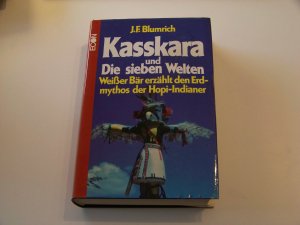 ECON
J.F. Blumrich
Kasskara
und
Die sieben Welten
Weißer Bär erzählt den Erd-
mythos der Hopi-Indianer